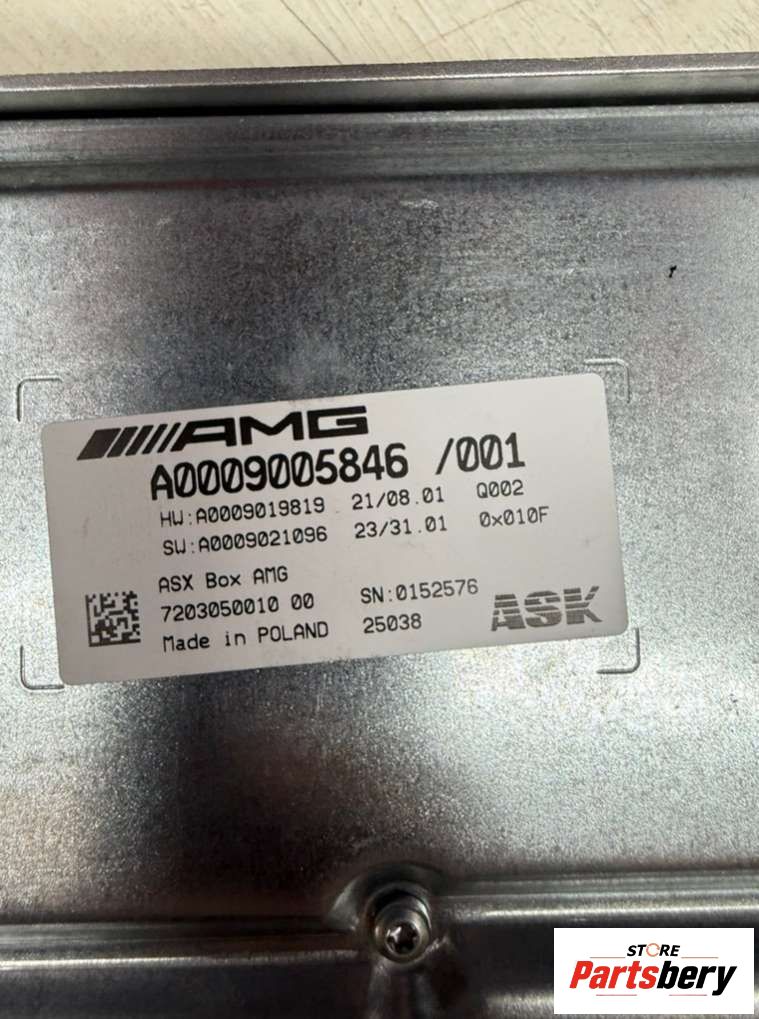 AMG
A0009005846 /001
HW:A0009019819 21/08.01 Q002
SW:A0009021096 23/31.01 0x010F
ASX Box AMG
7203050010 00 SN:0152576
Made in POLAND 25038
ASK
STORE
Partsbery